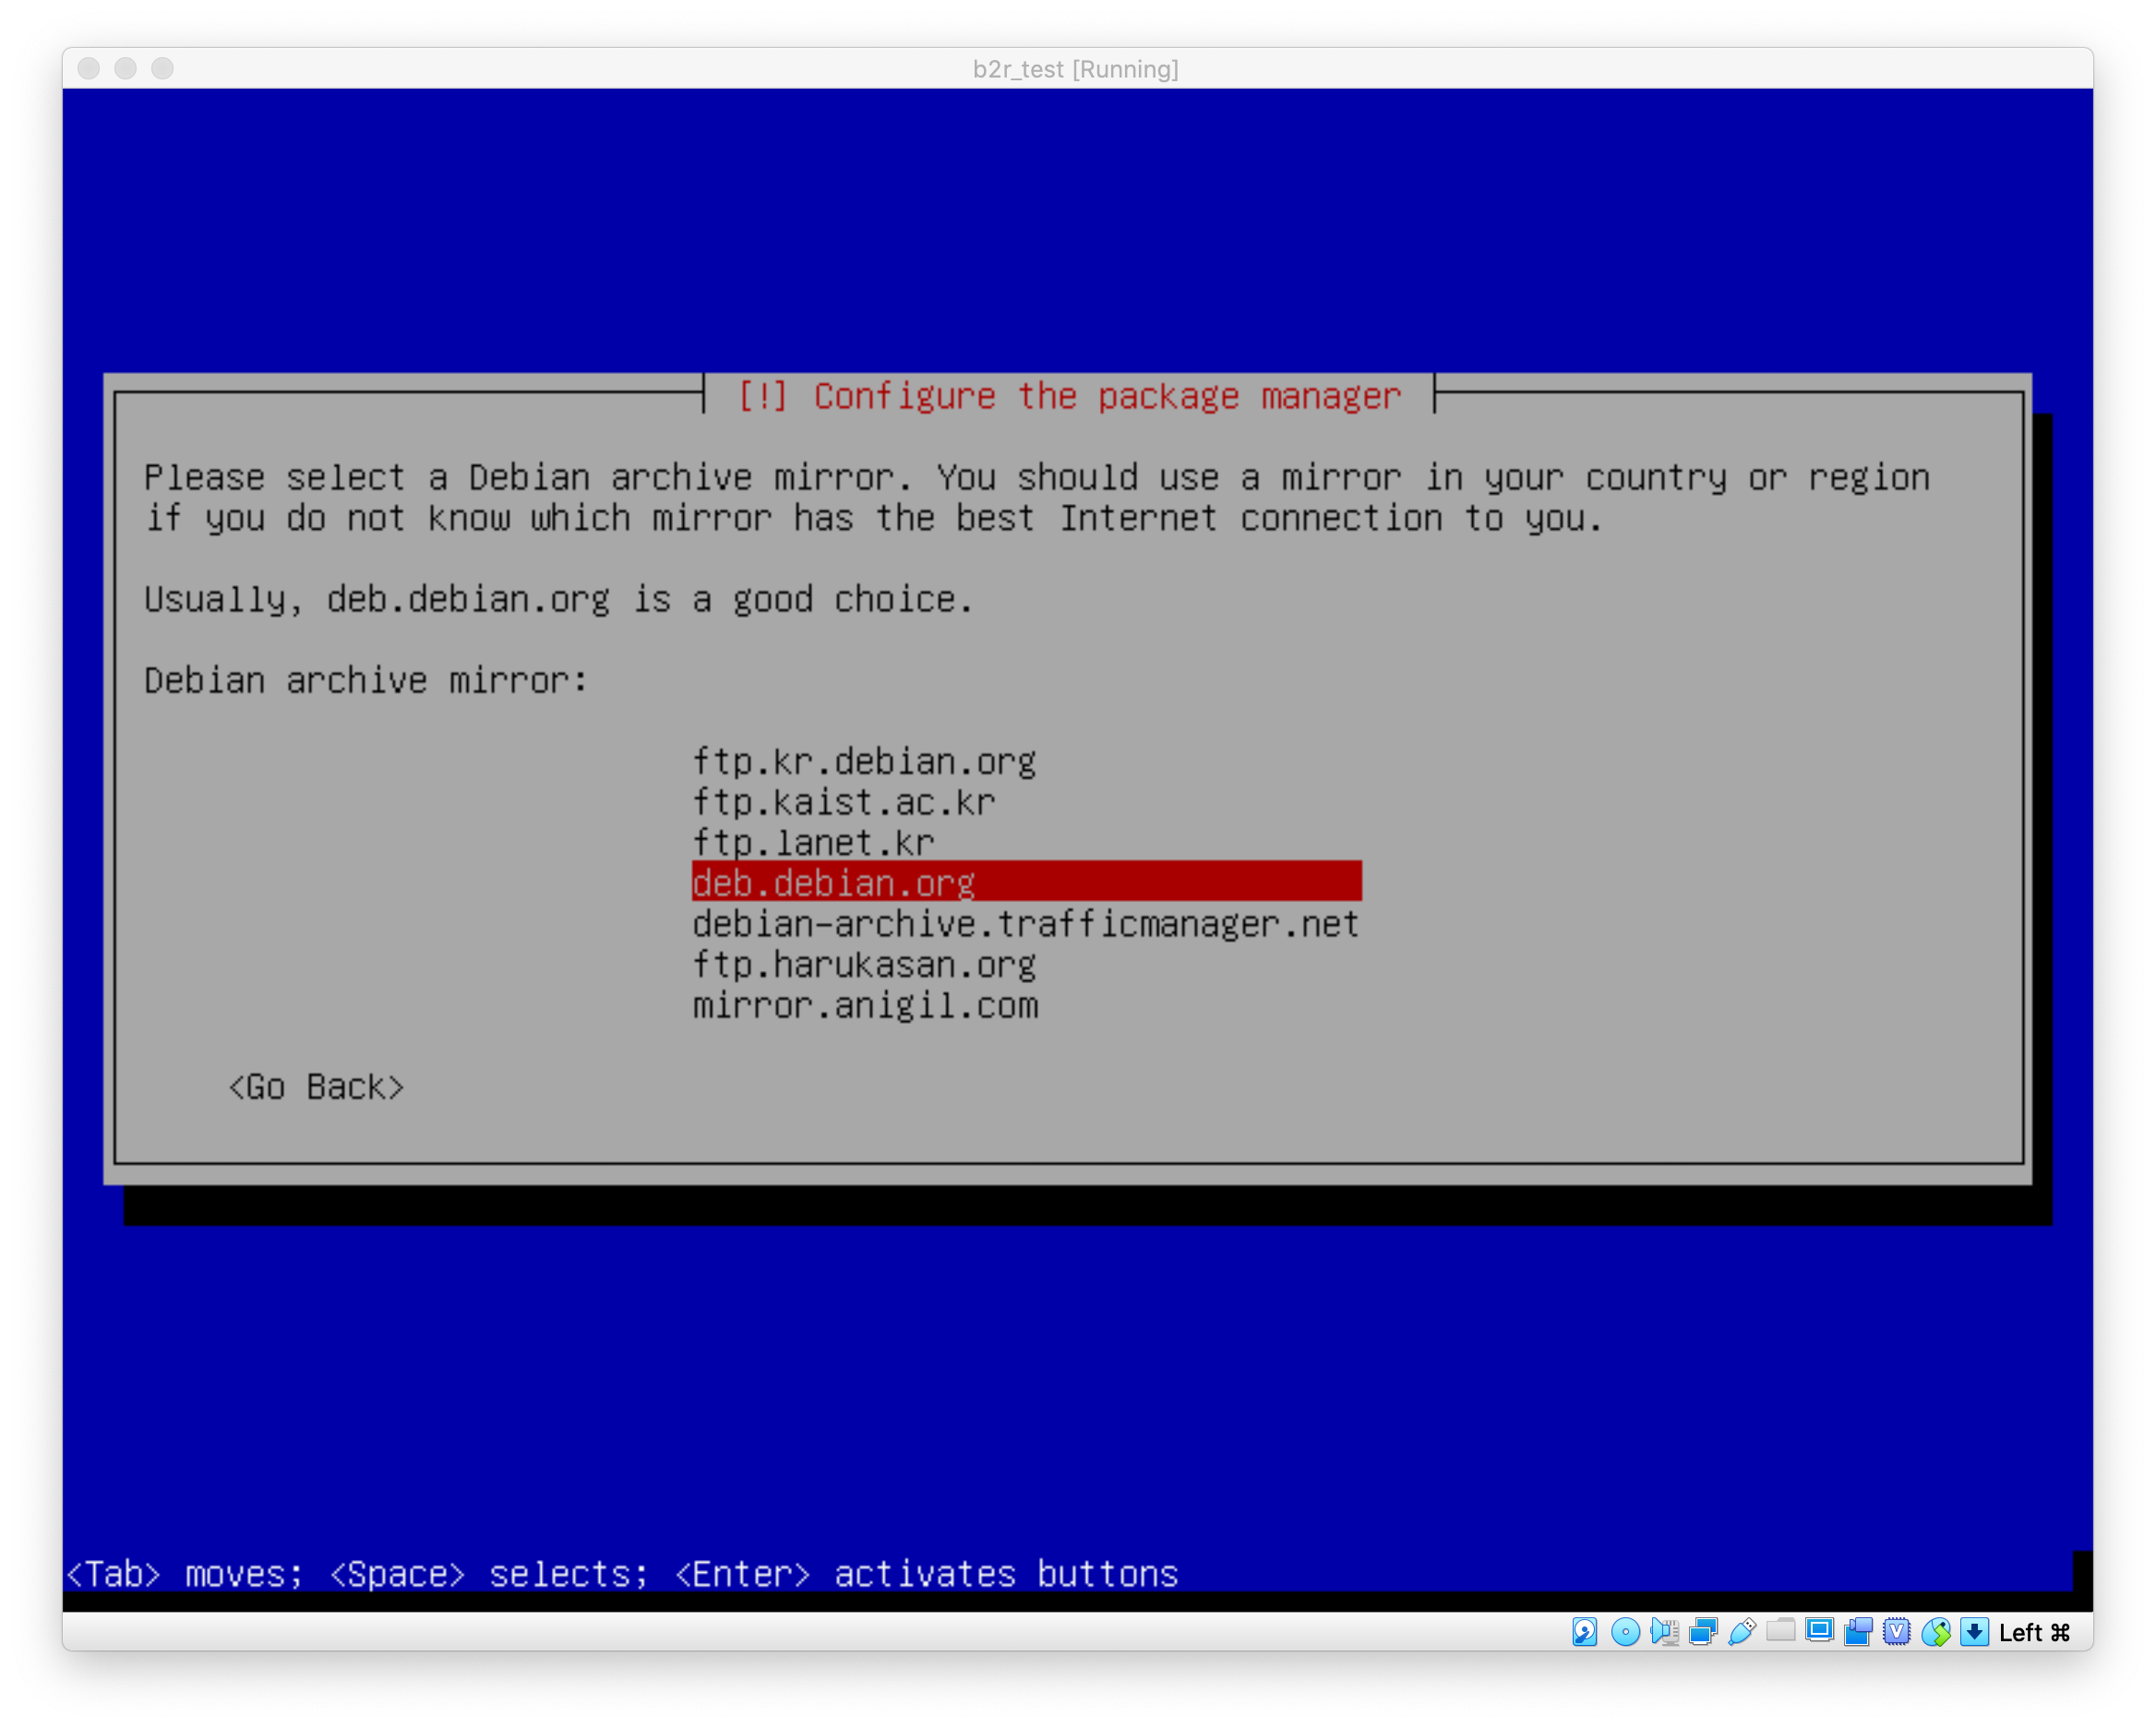 b2r_test [Running]
[!] Configure the package manager
Please select a Debian archive mirror. You should use a mirror in your country or region
if you do not know which mirror has the best Internet connection to you.
Usually, deb.debian.org is a good choice.
Debian archive mirror:
ftp.kr.debian.org
ftp.kaist.ac.kr
ftp.lanet.kr
deb.debian.org
debian-archive.trafficmanager.net
ftp.harukasan.org
mirror.anigil.com
<Go Back>
<Tab> moves; <Space> selects; <Enter> activates buttons
Left ⌘